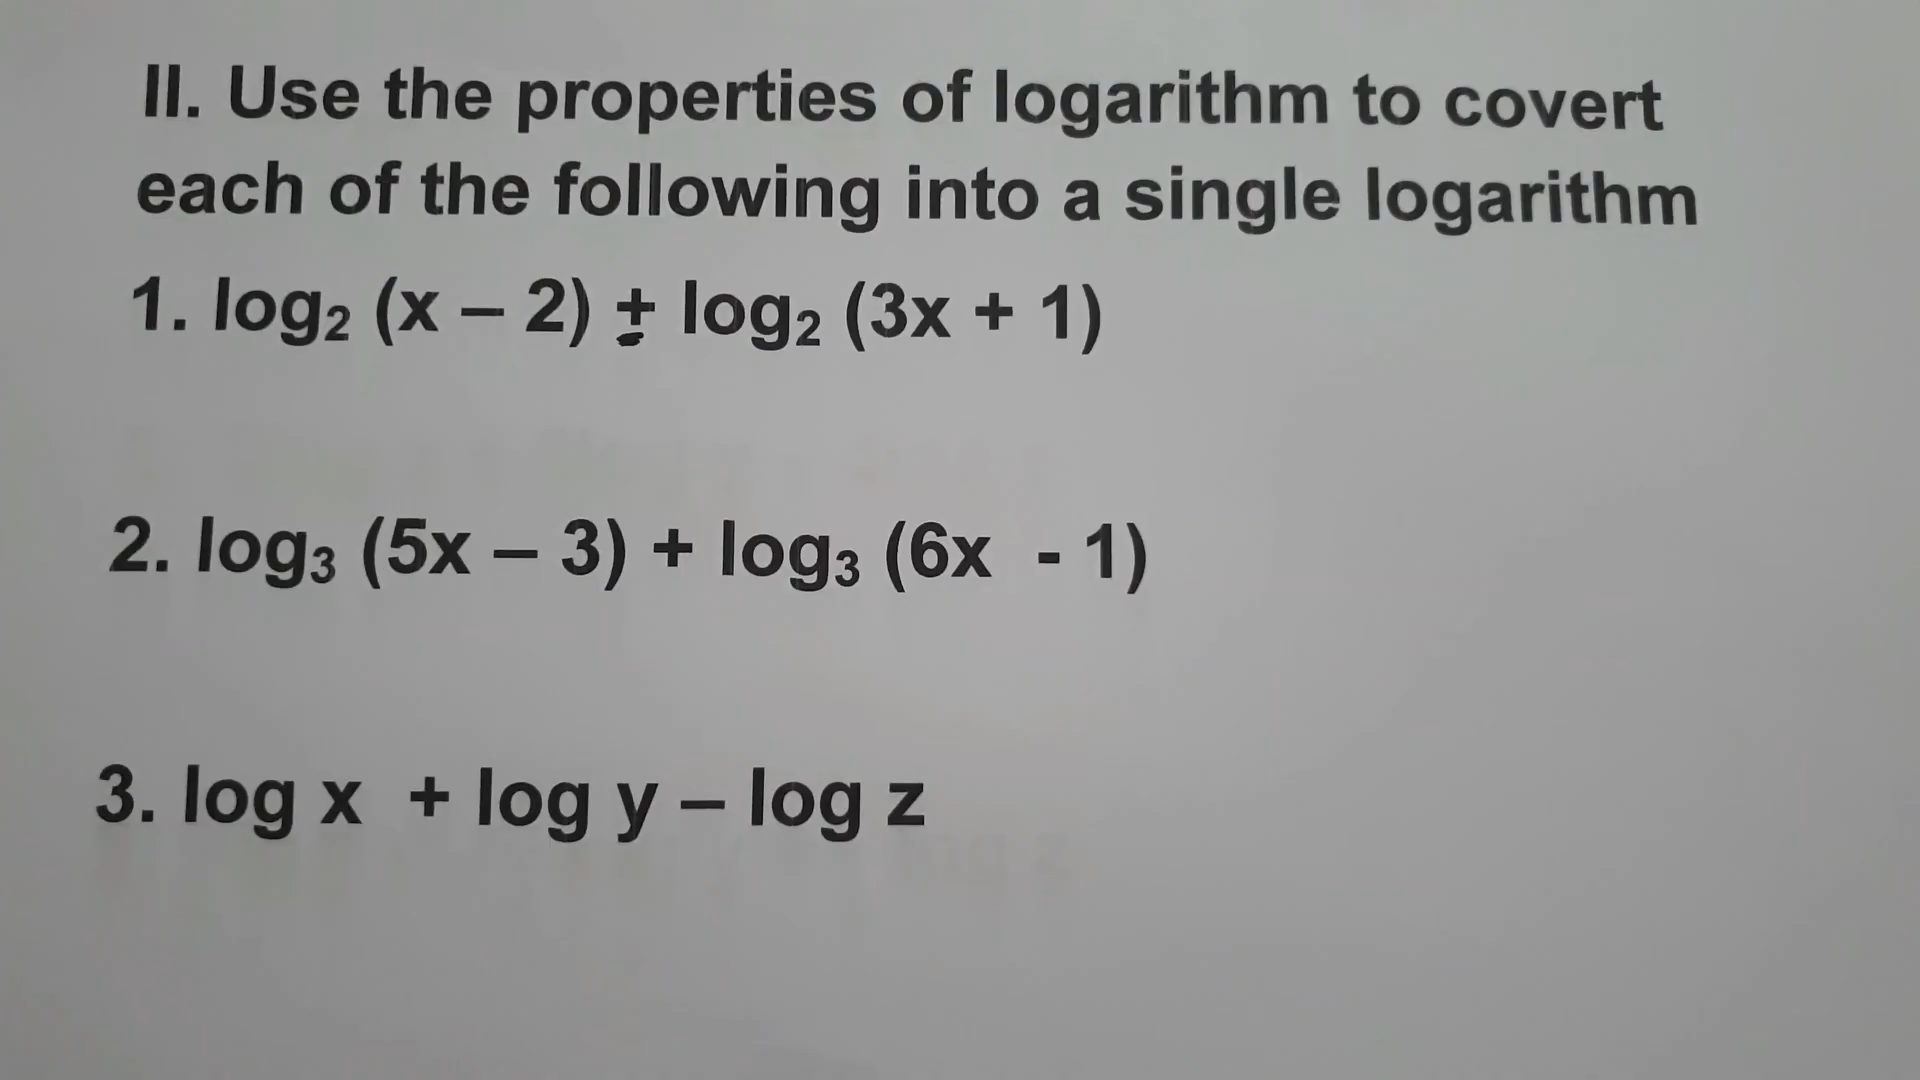 II. Use the properties of logarithm to covert
each of the following into a single logarithm
1. log₂ (x – 2) ± log₂ (3x + 1)
2. log₃ (5x – 3) + log₃ (6x - 1)
3. log x + log y – log z